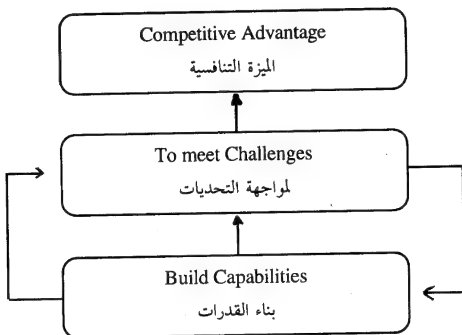 Competitive Advantage
الميزة التنافسية
To meet Challenges
لمواجهة التحديات
Build Capabilities
بناء القدرات